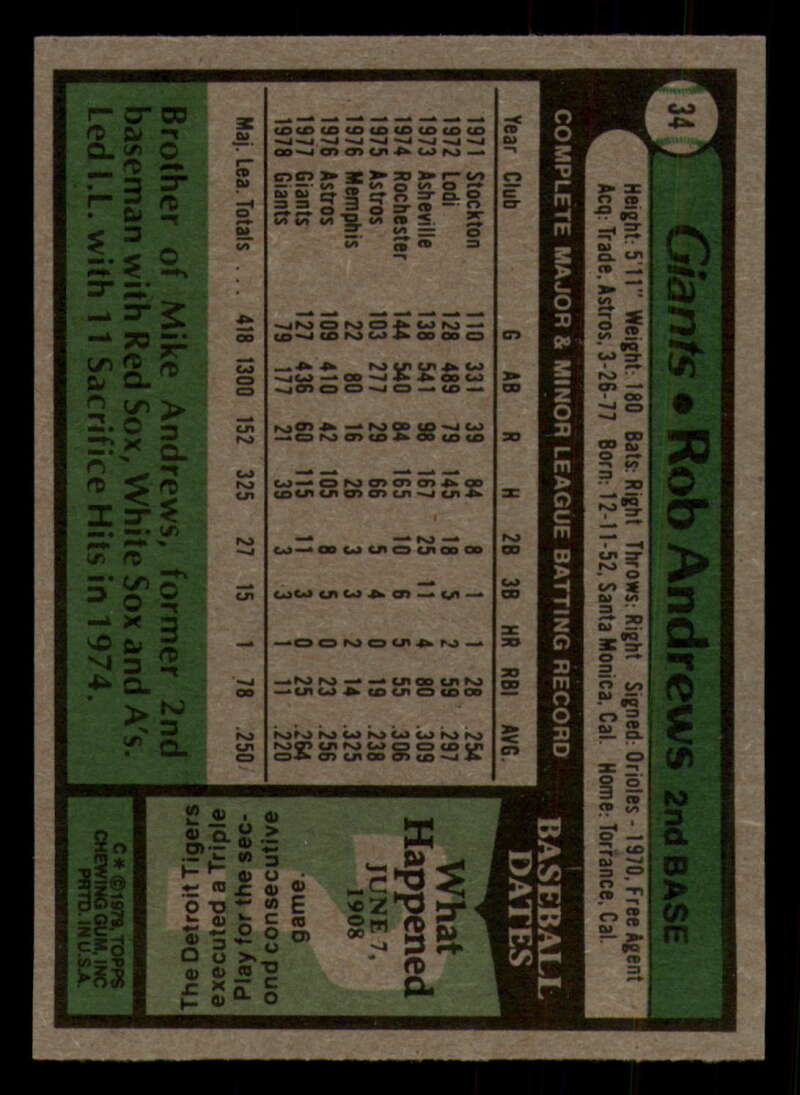 34
Giants • Rob Andrews 2nd BASE
Height: 5'11" Weight: 180 Bats: Right Throws: Right Signed: Orioles - 1970, Free Agent
Acq: Trade, Astros, 3-26-77 Born: 12-11-52, Santa Monica, Cal. Home: Torrance, Cal.
COMPLETE MAJOR & MINOR LEAGUE BATTING RECORD
Year Club G AB R H 2B 3B HR RBI AVG.
1971 Stockton 110 331 39 84 8 1 1 28 .254
1972 Lodi 128 489 79 145 18 5 2 59 .297
1973 Asheville 138 541 98 167 25 11 4 80 .309
1974 Rochester 144 540 84 165 10 6 5 55 .306
1975 Astros 103 277 29 66 5 4 0 19 .238
1976 Memphis 22 80 16 26 3 3 2 14 .325
1976 Astros 109 410 42 105 8 5 0 23 .256
1977 Giants 127 436 60 115 11 3 0 25 .264
1978 Giants 79 177 21 39 3 3 1 11 .220
Maj. Lea. Totals . . . 418 1300 152 325 27 15 1 78 .250
Brother of Mike Andrews, former 2nd
baseman with Red Sox, White Sox and A's.
Led I.L. with 11 Sacrifice Hits in 1974.
BASEBALL
DATES
What
Happened
JUNE 7,
1908
The Detroit Tigers
executed a Triple
Play for the sec-
ond consecutive
game.
C* ©1979, TOPPS
CHEWING GUM, INC
PRTD. IN U.S.A.